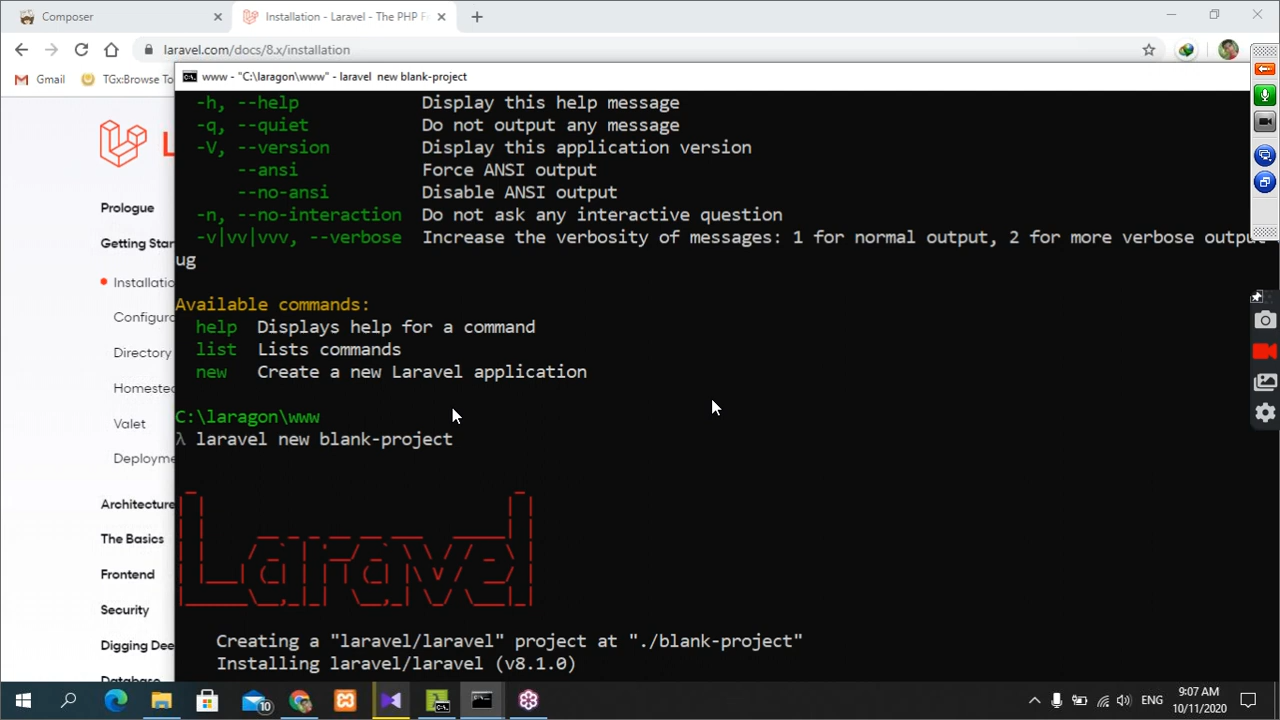 Composer
Installation - Laravel - The PHP Fr
laravel.com/docs/8.x/installation
Gmail
TGx:Browse To
www - "C:\laragon\www" - laravel  new blank-project
-h, --help Display this help message
-q, --quiet Do not output any message
-V, --version Display this application version
--ansi Force ANSI output
--no-ansi Disable ANSI output
-n, --no-interaction Do not ask any interactive question
-v|vv|vvv, --verbose Increase the verbosity of messages: 1 for normal output, 2 for more verbose output
ug
Available commands:
help Displays help for a command
list Lists commands
new Create a new Laravel application
C:\laragon\www
λ laravel new blank-project
Laravel
Creating a "laravel/laravel" project at "./blank-project"
Installing laravel/laravel (v8.1.0)
L
Prologue
Getting Star
Installatio
Configura
Directory
Homestea
Valet
Deployme
Architecture
The Basics
Frontend
Security
Digging Dee
Database
10
ENG
9:07 AM
10/11/2020